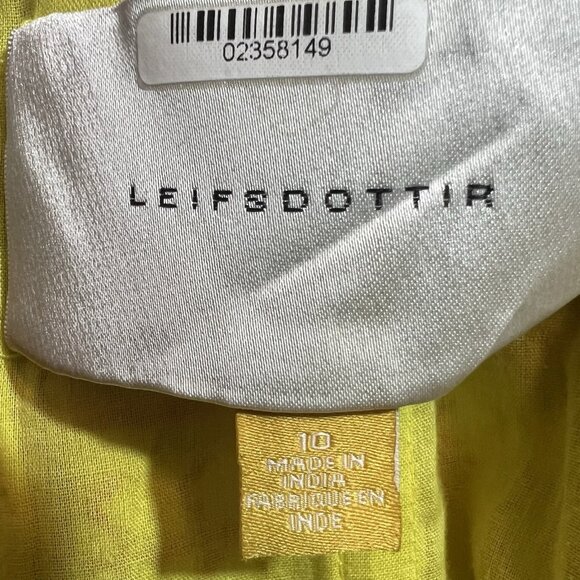 02358149
LEIFSDOTTIR
10
MADE IN
INDIA
FABRIQUE EN
INDE